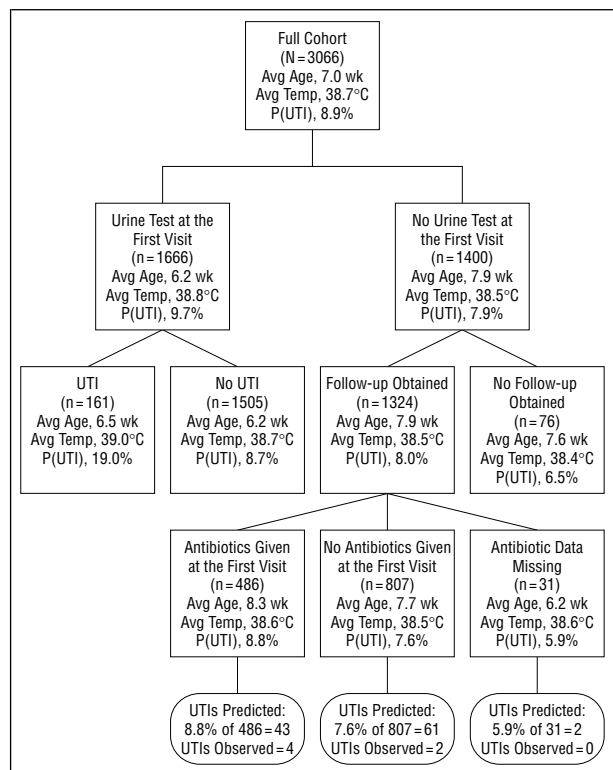 Full Cohort
(N = 3066)
Avg Age, 7.0 wk
Avg Temp, 38.7°C
P(UTI), 8.9%
Urine Test at the
First Visit
(n = 1666)
Avg Age, 6.2 wk
Avg Temp, 38.8°C
P(UTI), 9.7%
No Urine Test at
the First Visit
(n = 1400)
Avg Age, 7.9 wk
Avg Temp, 38.5°C
P(UTI), 7.9%
UTI
(n = 161)
Avg Age, 6.5 wk
Avg Temp, 39.0°C
P(UTI), 19.0%
No UTI
(n = 1505)
Avg Age, 6.2 wk
Avg Temp, 38.7°C
P(UTI), 8.7%
Follow-up Obtained
(n = 1324)
Avg Age, 7.9 wk
Avg Temp, 38.5°C
P(UTI), 8.0%
No Follow-up
Obtained
(n = 76)
Avg Age, 7.6 wk
Avg Temp, 38.4°C
P(UTI), 6.5%
Antibiotics Given
at the First Visit
(n = 486)
Avg Age, 8.3 wk
Avg Temp, 38.6°C
P(UTI), 8.8%
No Antibiotics Given
at the First Visit
(n = 807)
Avg Age, 7.7 wk
Avg Temp, 38.5°C
P(UTI), 7.6%
Antibiotic Data
Missing
(n = 31)
Avg Age, 6.2 wk
Avg Temp, 38.6°C
P(UTI), 5.9%
UTIs Predicted:
8.8% of 486 = 43
UTIs Observed = 4
UTIs Predicted:
7.6% of 807 = 61
UTIs Observed = 2
UTIs Predicted:
5.9% of 31 = 2
UTIs Observed = 0